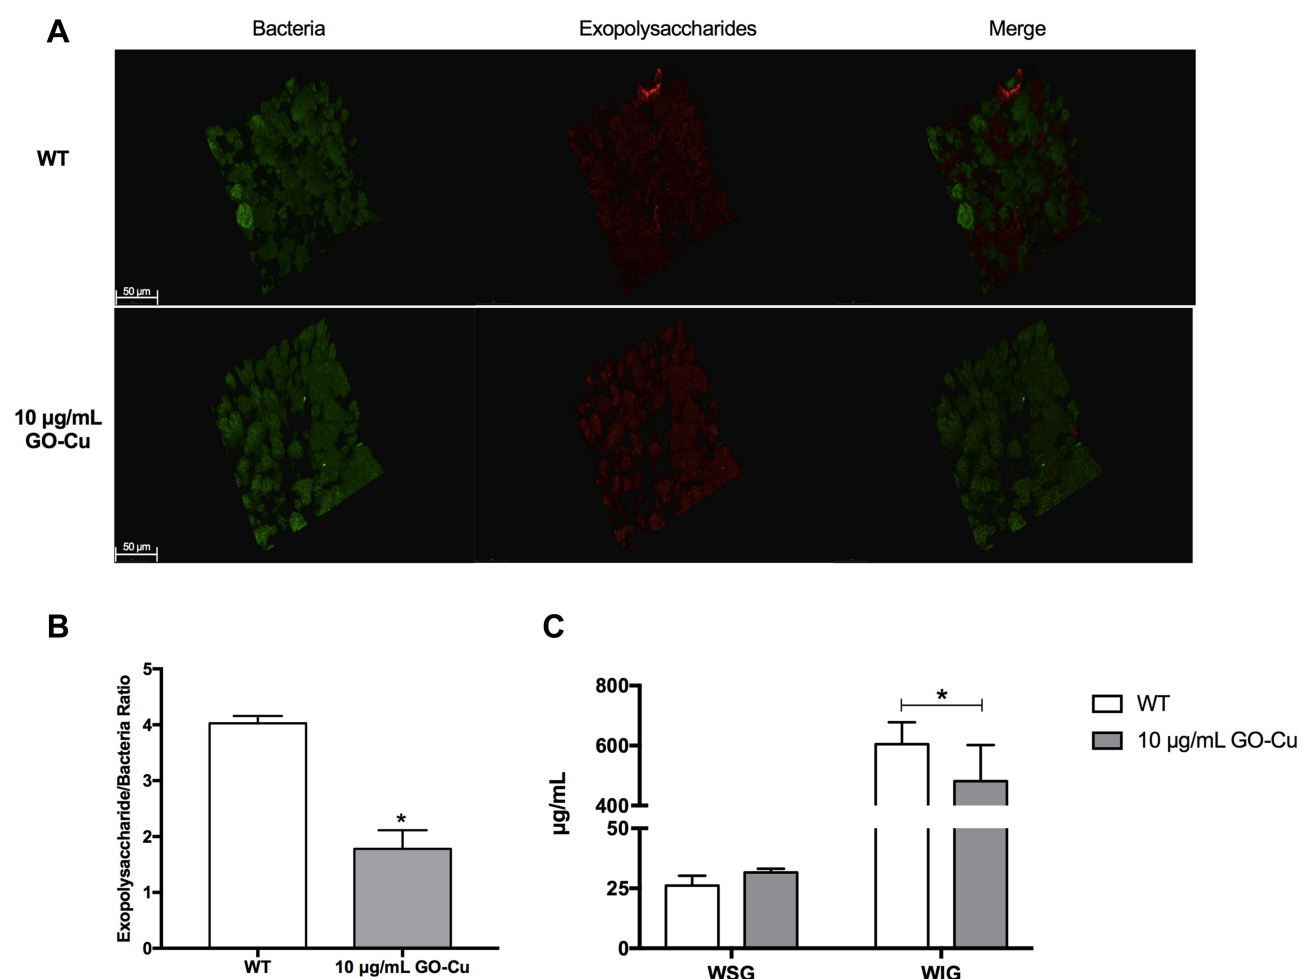 A
Bacteria
Exopolysaccharides
Merge
WT
50 µm
10 µg/mL
GO-Cu
50 µm
B
Exopolysaccharide/Bacteria Ratio
5
4
3
2
1
0
*
WT
10 µg/mL GO-Cu
C
µg/mL
800
600
400
50
25
0
*
WSG
WIG
WT
10 µg/mL GO-Cu